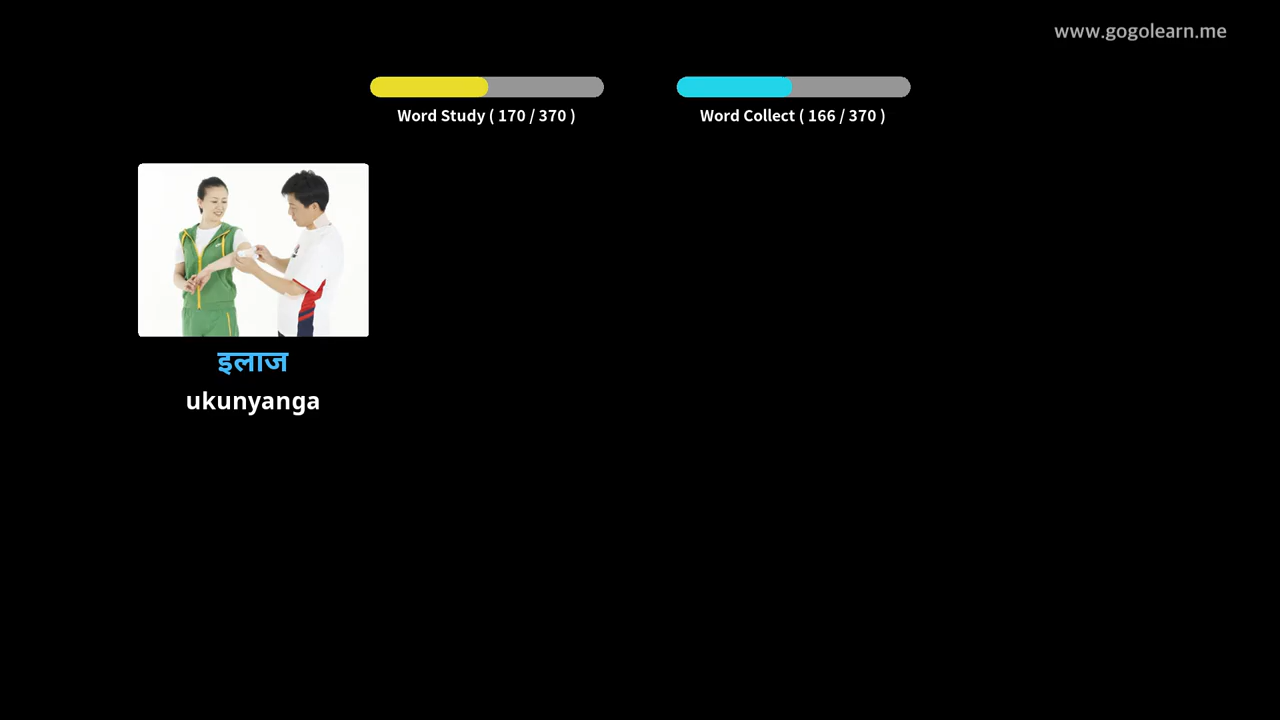 www.gogolearn.me
Word Study ( 170 / 370 )
Word Collect ( 166 / 370 )
इलाज
ukunyanga